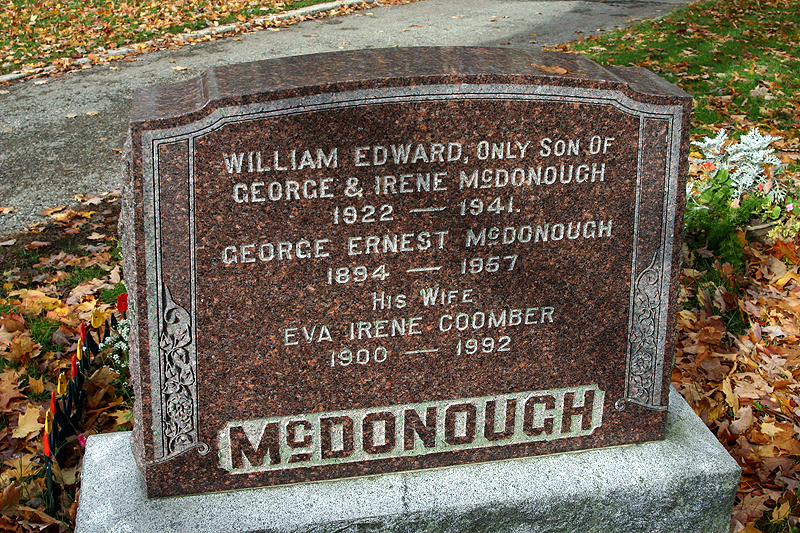 WILLIAM EDWARD, ONLY SON OF
GEORGE & IRENE McDONOUGH
1922 — 1941.
GEORGE ERNEST McDONOUGH
1894 — 1957
HIS WIFE
EVA IRENE COOMBER
1900 — 1992
McDONOUGH